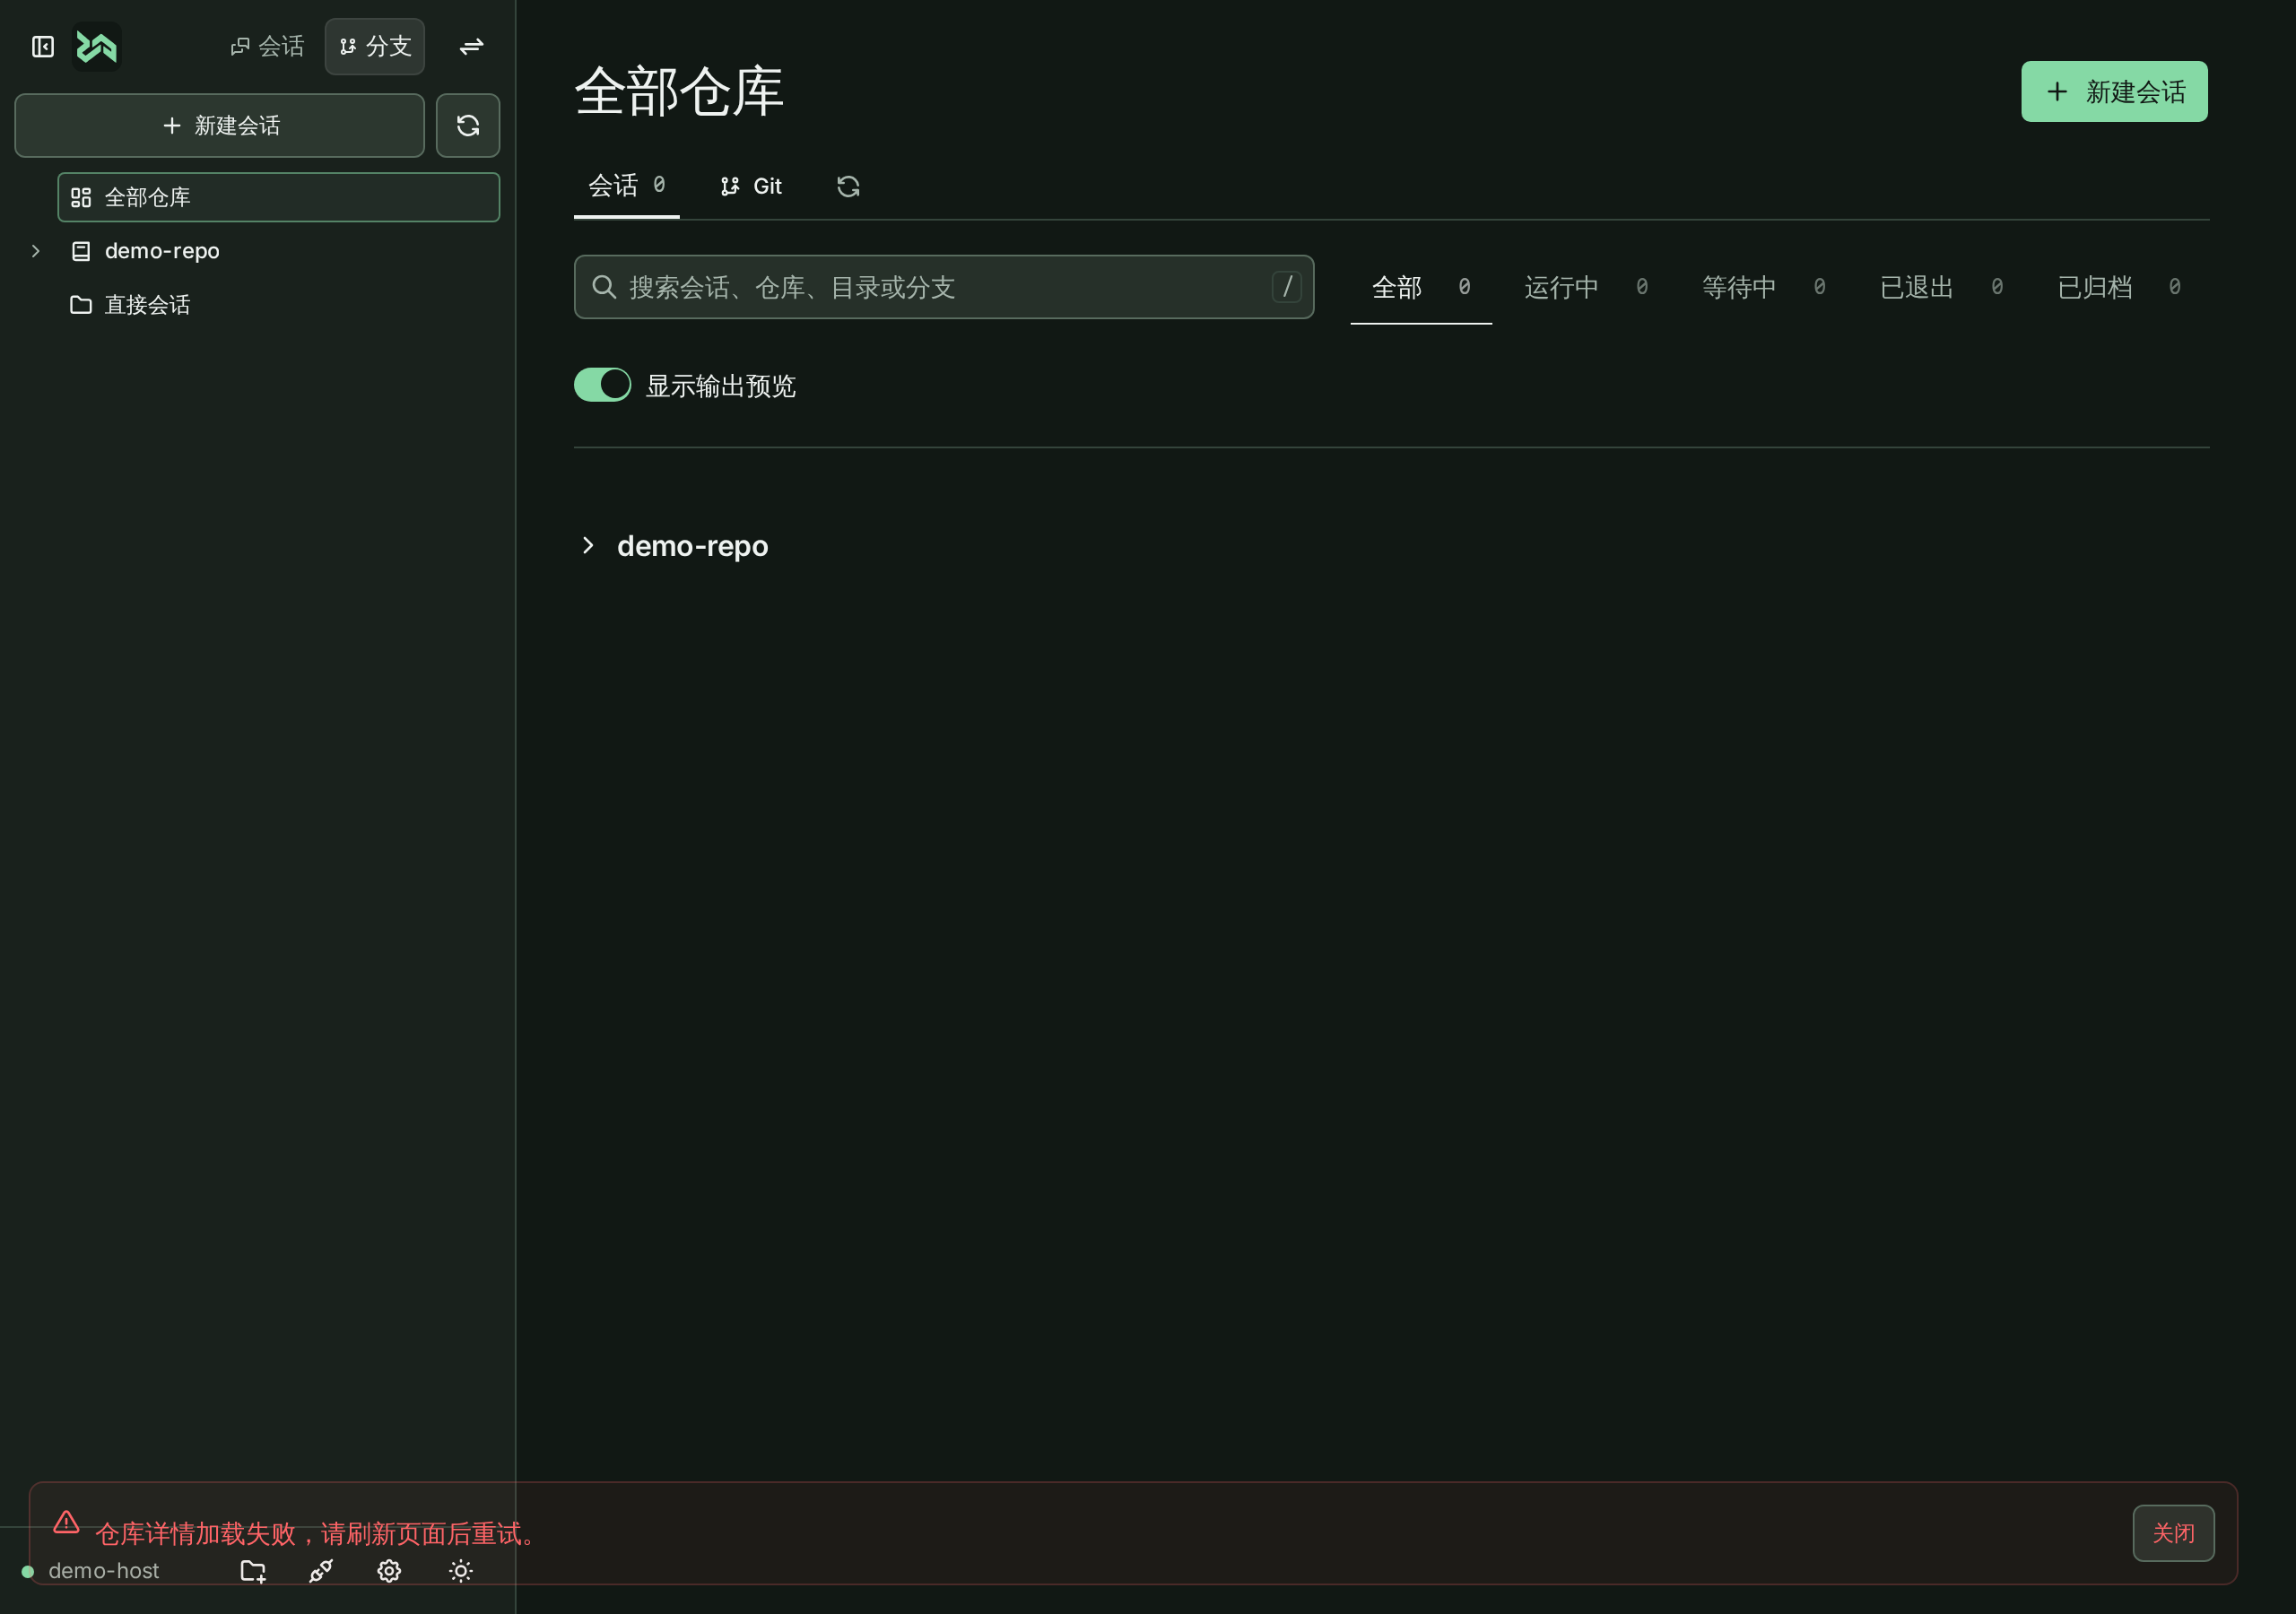 会话
分支
新建会话
全部仓库
demo-repo
直接会话
全部仓库
新建会话
会话 0
Git
搜索会话、仓库、目录或分支 /
全部 0
运行中 0
等待中 0
已退出 0
已归档 0
显示输出预览
demo-repo
仓库详情加载失败，请刷新页面后重试。
关闭
demo-host